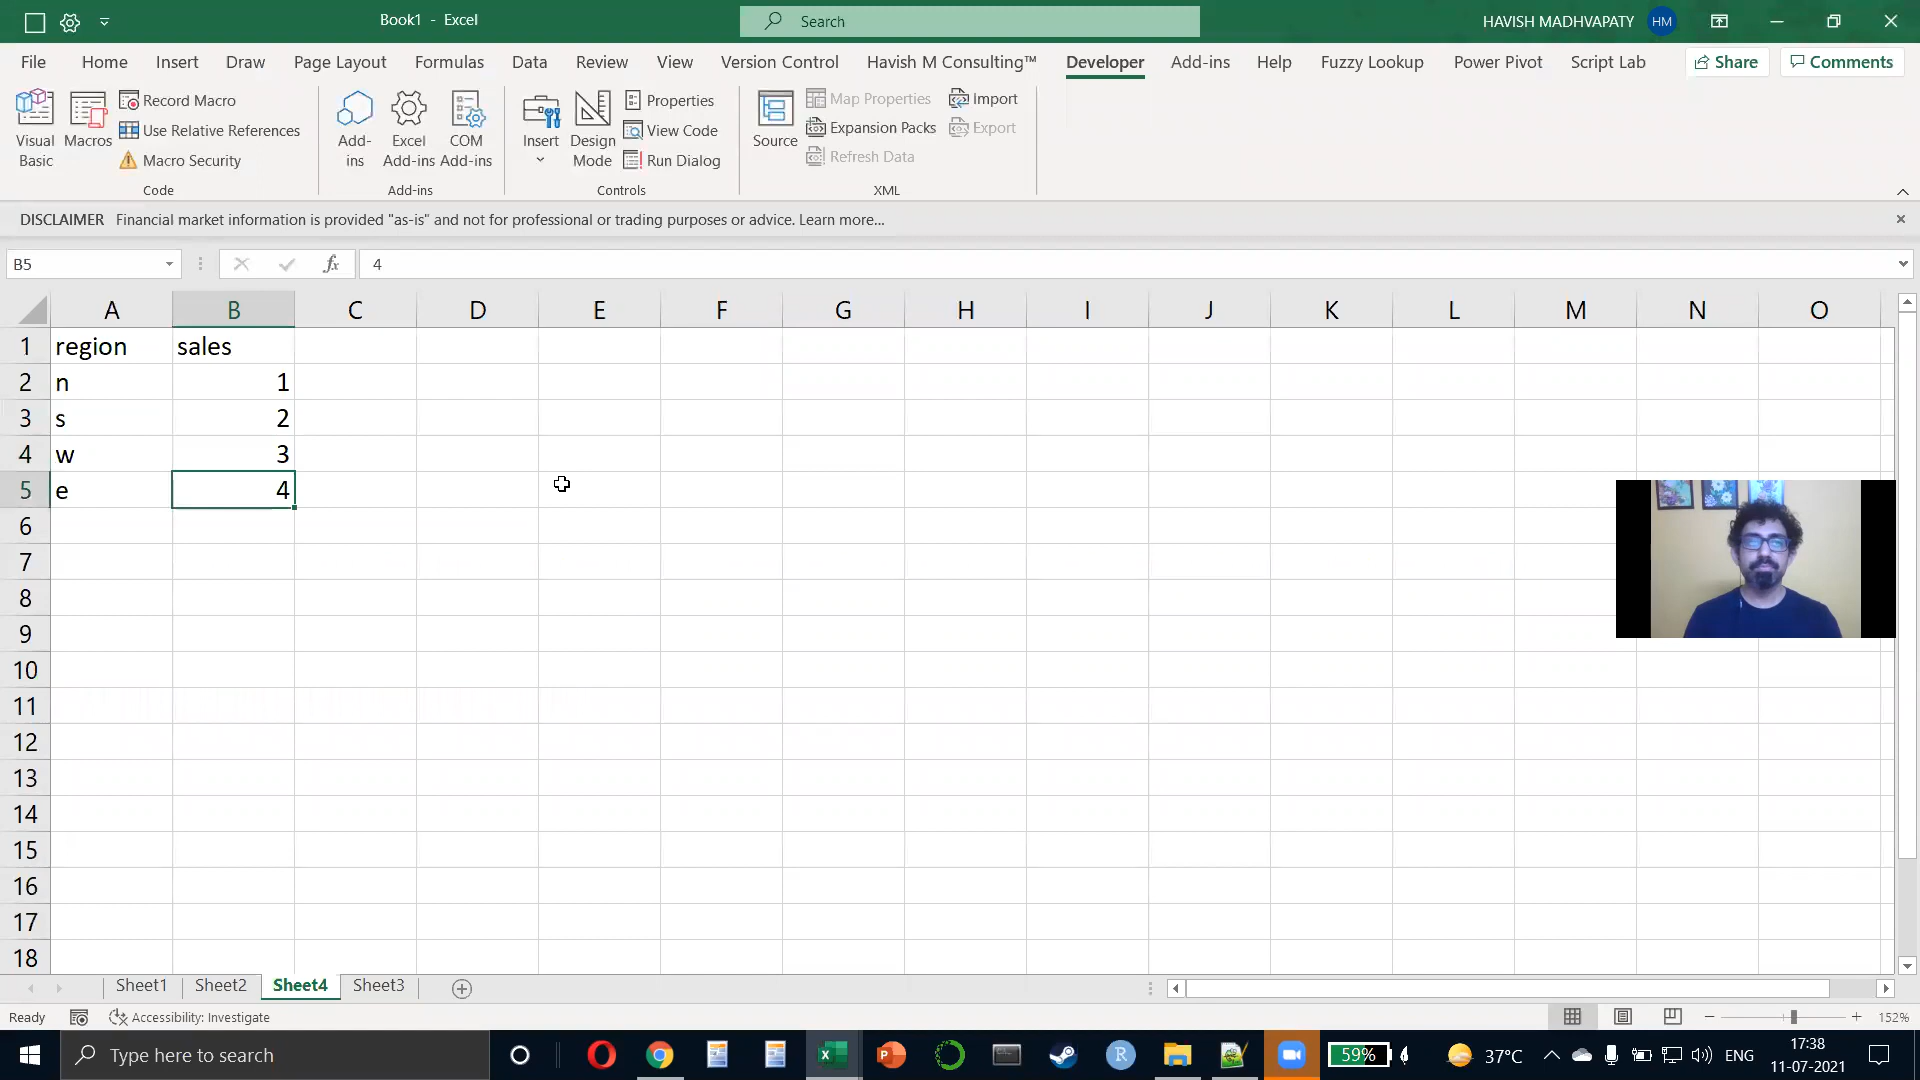 Book1 - Excel
Search
HAVISH MADHVAPATY
HM
File
Home
Insert
Draw
Page Layout
Formulas
Data
Review
View
Version Control
Havish M Consulting™
Developer
Add-ins
Help
Fuzzy Lookup
Power Pivot
Script Lab
Share
Comments
Visual
Basic
Macros
Record Macro
Use Relative References
Macro Security
Code
Add-
ins
Excel
Add-ins
COM
Add-ins
Add-ins
Insert
Design
Mode
Properties
View Code
Run Dialog
Controls
Source
Map Properties
Expansion Packs
Refresh Data
Import
Export
XML
DISCLAIMER Financial market information is provided "as-is" and not for professional or trading purposes or advice. Learn more...
B5
fx
4
A B C D E F G H I J K L M N O
1 region sales
2 n 1
3 s 2
4 w 3
5 e 4
6
7
8
9
10
11
12
13
14
15
16
17
18
Sheet1
Sheet2
Sheet4
Sheet3
Ready
Accessibility: Investigate
152%
Type here to search
59%
37°C
ENG
17:38
11-07-2021